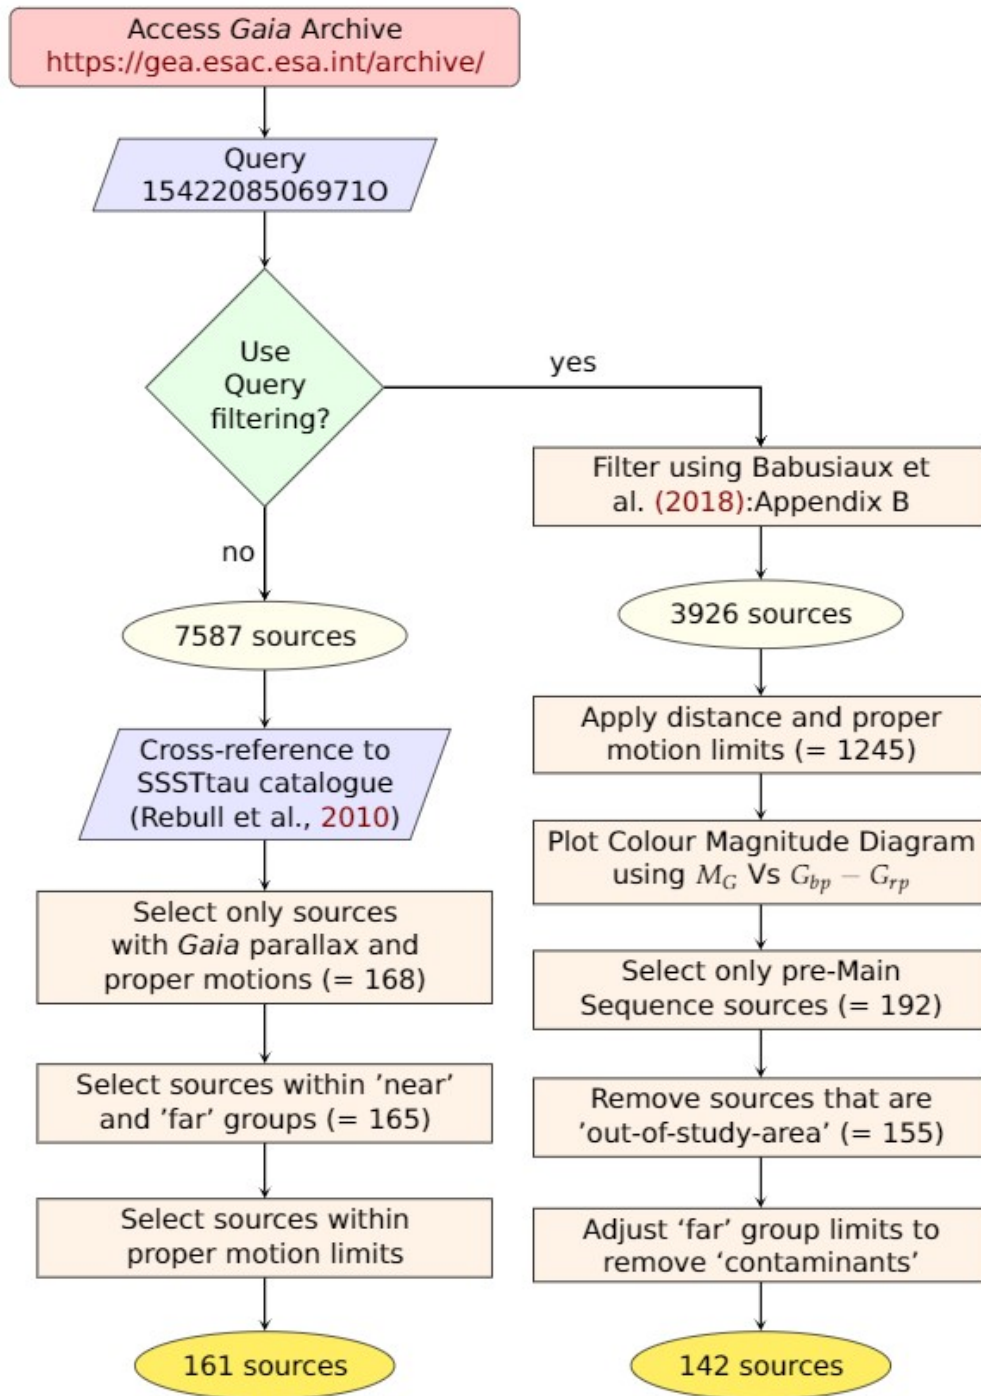 Access Gaia Archive
https://gea.esac.esa.int/archive/
Query
1542208506971O
Use
Query
filtering?
yes
no
7587 sources
Cross-reference to
SSSTtau catalogue
(Rebull et al., 2010)
Select only sources
with Gaia parallax and
proper motions (= 168)
Select sources within 'near'
and 'far' groups (= 165)
Select sources within
proper motion limits
161 sources
Filter using Babusiaux et
al. (2018):Appendix B
3926 sources
Apply distance and proper
motion limits (= 1245)
Plot Colour Magnitude Diagram
using M_G Vs G_bp − G_rp
Select only pre-Main
Sequence sources (= 192)
Remove sources that are
'out-of-study-area' (= 155)
Adjust ‘far’ group limits to
remove ‘contaminants’
142 sources